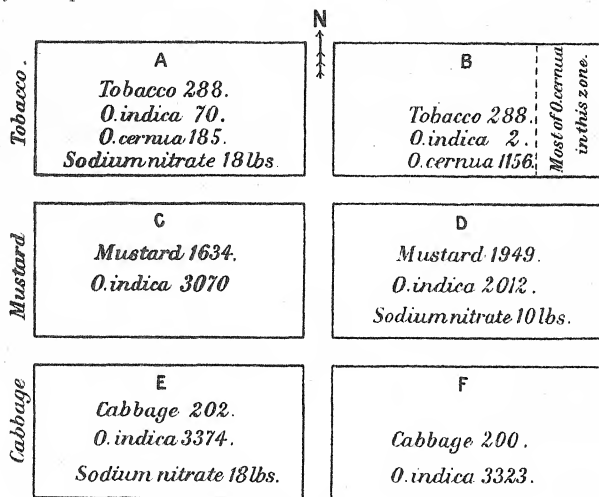 N
Tobacco.
A
Tobacco 288.
O.indica 70.
O.cernua 185.
Sodium nitrate 18 lbs
B
Tobacco 288.
O.indica 2.
O.cernua 1156.
Most of O.cernua
in this zone.
Mustard
C
Mustard 1634.
O.indica 3070
D
Mustard 1949.
O.indica 2012.
Sodium nitrate 10 lbs.
Cabbage
E
Cabbage 202.
O.indica 3374.
Sodium nitrate 18 lbs.
F
Cabbage 200.
O.indica 3323.